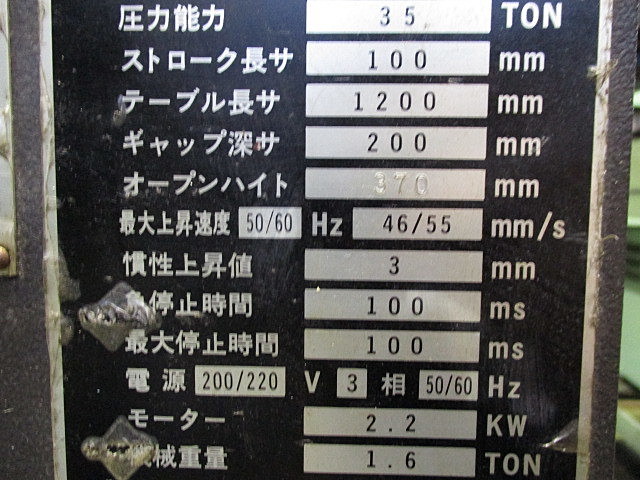 圧力能力 35 TON
ストローク長サ 100 mm
テーブル長サ 1200 mm
ギャップ深サ 200 mm
オープンハイト 370 mm
最大上昇速度 50/60 Hz 46/55 mm/s
慣性上昇値 3 mm
急停止時間 100 ms
最大停止時間 100 ms
電源 200/220 V 3 相 50/60 Hz
モーター 2.2 KW
機械重量 1.6 TON